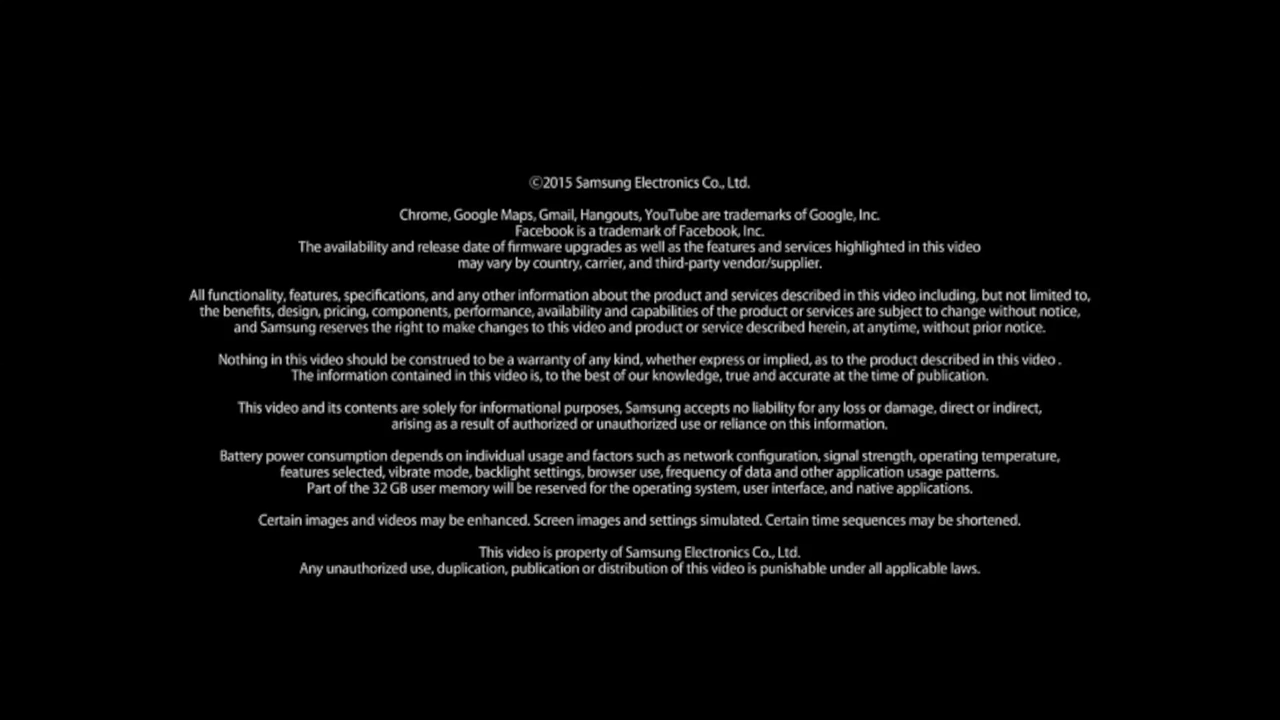 ©2015 Samsung Electronics Co., Ltd.
Chrome, Google Maps, Gmail, Hangouts, YouTube are trademarks of Google, Inc.
Facebook is a trademark of Facebook, Inc.
The availability and release date of firmware upgrades as well as the features and services highlighted in this video
may vary by country, carrier, and third-party vendor/supplier.
All functionality, features, specifications, and any other information about the product and services described in this video including, but not limited to,
the benefits, design, pricing, components, performance, availability and capabilities of the product or services are subject to change without notice,
and Samsung reserves the right to make changes to this video and product or service described herein, at anytime, without prior notice.
Nothing in this video should be construed to be a warranty of any kind, whether express or implied, as to the product described in this video .
The information contained in this video is, to the best of our knowledge, true and accurate at the time of publication.
This video and its contents are solely for informational purposes, Samsung accepts no liability for any loss or damage, direct or indirect,
arising as a result of authorized or unauthorized use or reliance on this information.
Battery power consumption depends on individual usage and factors such as network configuration, signal strength, operating temperature,
features selected, vibrate mode, backlight settings, browser use, frequency of data and other application usage patterns.
Part of the 32 GB user memory will be reserved for the operating system, user interface, and native applications.
Certain images and videos may be enhanced. Screen images and settings simulated. Certain time sequences may be shortened.
This video is property of Samsung Electronics Co., Ltd.
Any unauthorized use, duplication, publication or distribution of this video is punishable under all applicable laws.